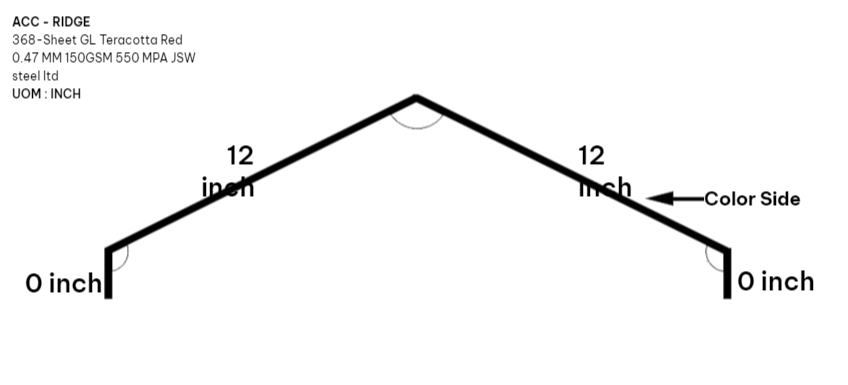 ACC - RIDGE
368-Sheet GL Teracotta Red
0.47 MM 150GSM 550 MPA JSW
steel ltd
UOM : INCH
12
inch
12
inch
Color Side
0 inch
0 inch